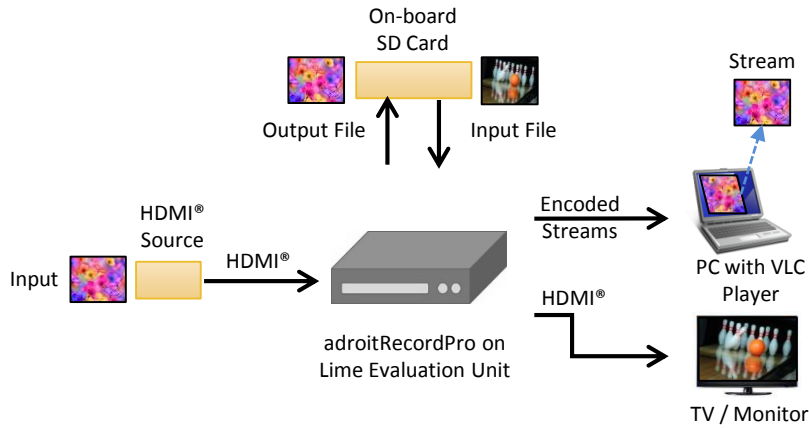 On-board
SD Card
Stream
Output File
Input File
HDMI®
Source
Input
HDMI®
Encoded
Streams
PC with VLC
Player
HDMI®
adroitRecordPro on
Lime Evaluation Unit
TV / Monitor